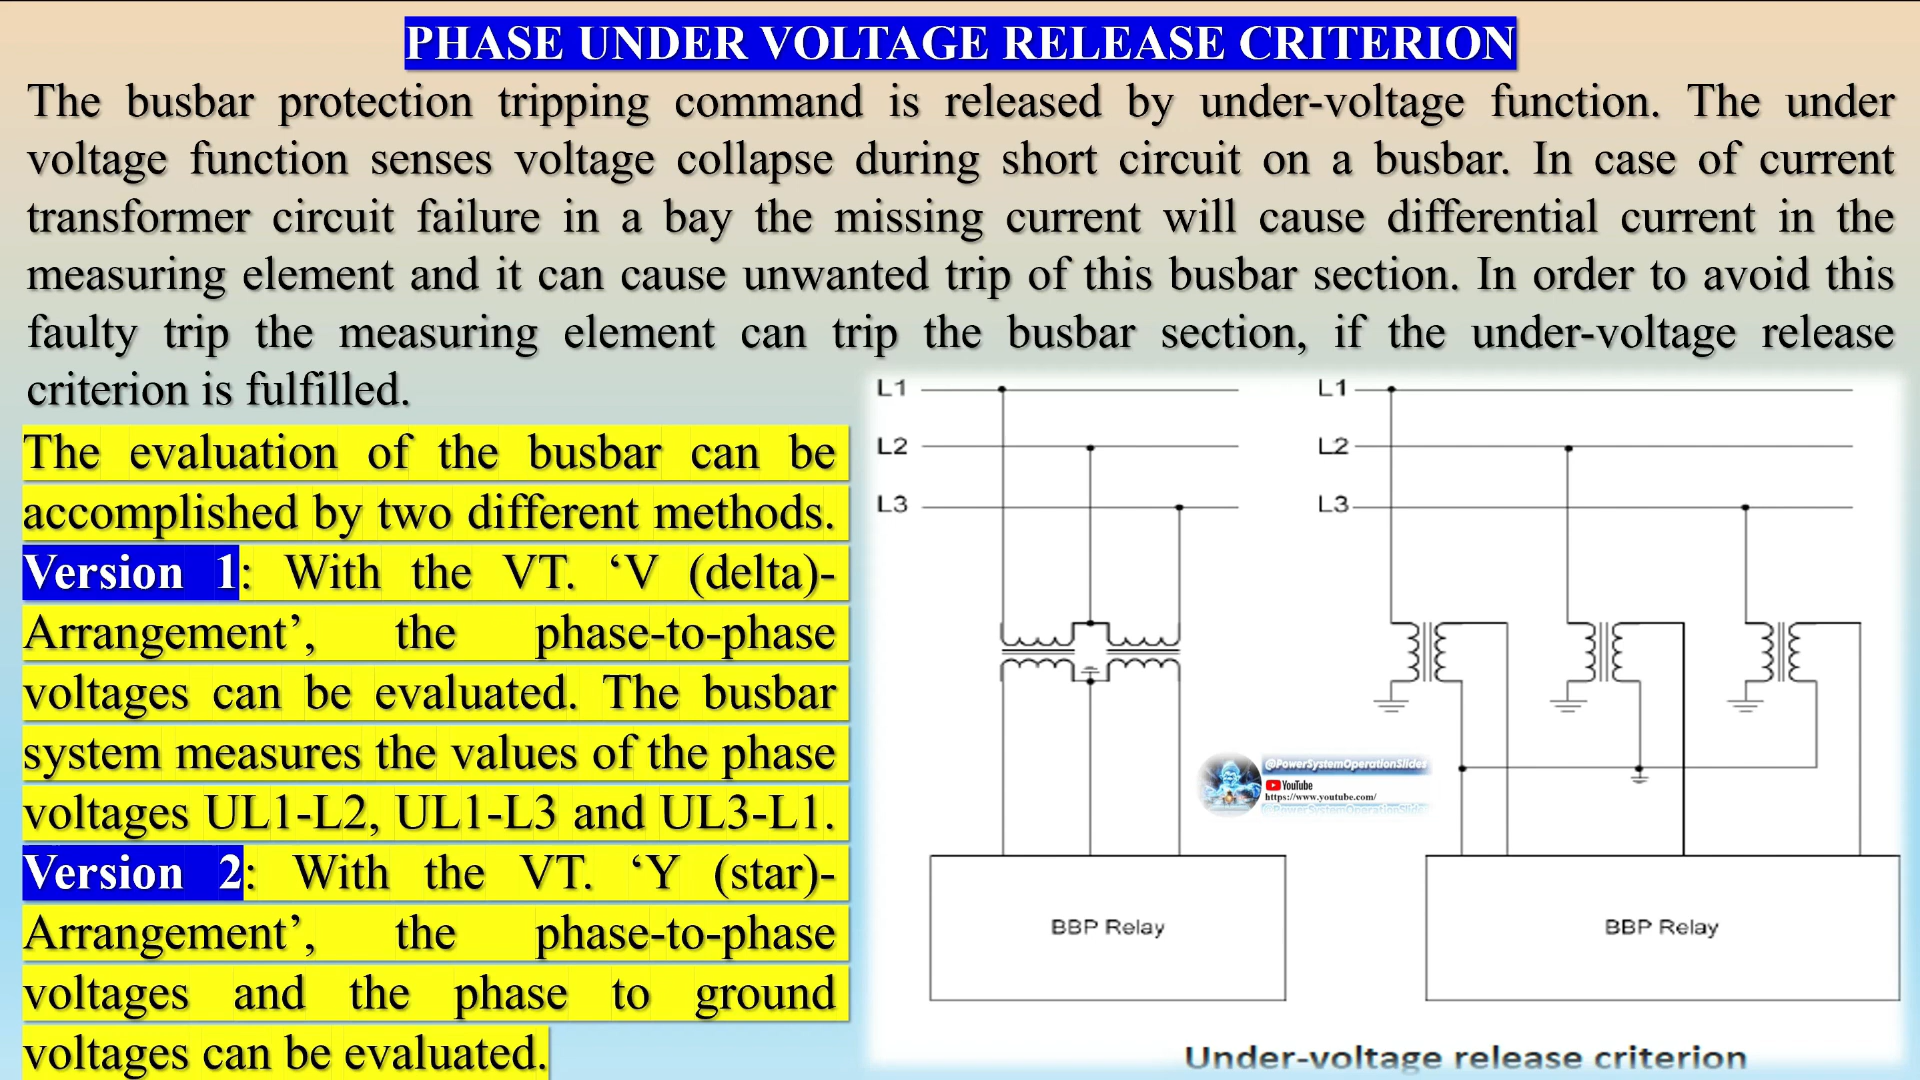 PHASE UNDER VOLTAGE RELEASE CRITERION
The busbar protection tripping command is released by under-voltage function. The under
voltage function senses voltage collapse during short circuit on a busbar. In case of current
transformer circuit failure in a bay the missing current will cause differential current in the
measuring element and it can cause unwanted trip of this busbar section. In order to avoid this
faulty trip the measuring element can trip the busbar section, if the under-voltage release
criterion is fulfilled.
The evaluation of the busbar can be
accomplished by two different methods.
Version 1: With the VT. ‘V (delta)-
Arrangement’, the phase-to-phase
voltages can be evaluated. The busbar
system measures the values of the phase
voltages UL1-L2, UL1-L3 and UL3-L1.
Version 2: With the VT. ‘Y (star)-
Arrangement’, the phase-to-phase
voltages and the phase to ground
voltages can be evaluated.
L1
L2
L3
L1
L2
L3
@PowerSystemOperationSlides
YouTube
https://www.youtube.com/
@PowerSystemOperationSlides
BBP Relay
BBP Relay
Under-voltage release criterion